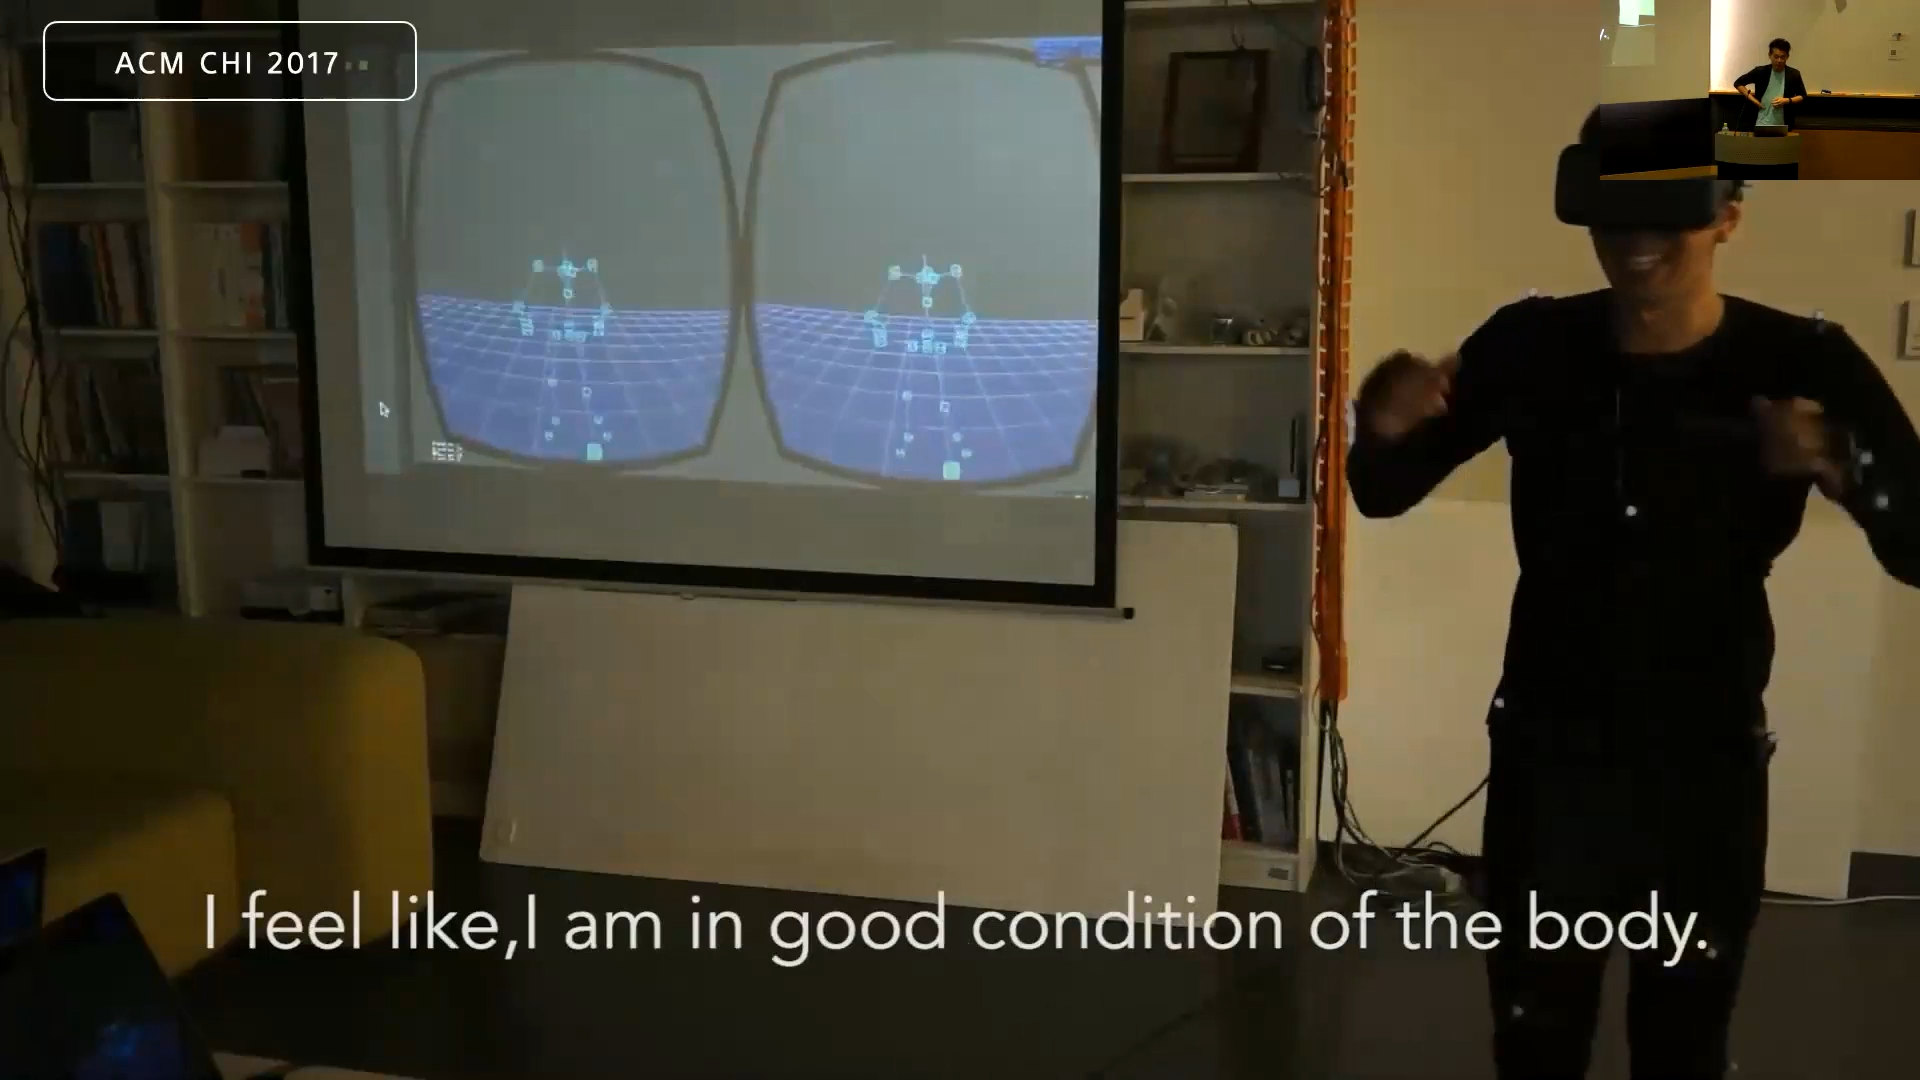 ACM CHI 2017
I feel like,I am in good condition of the body.